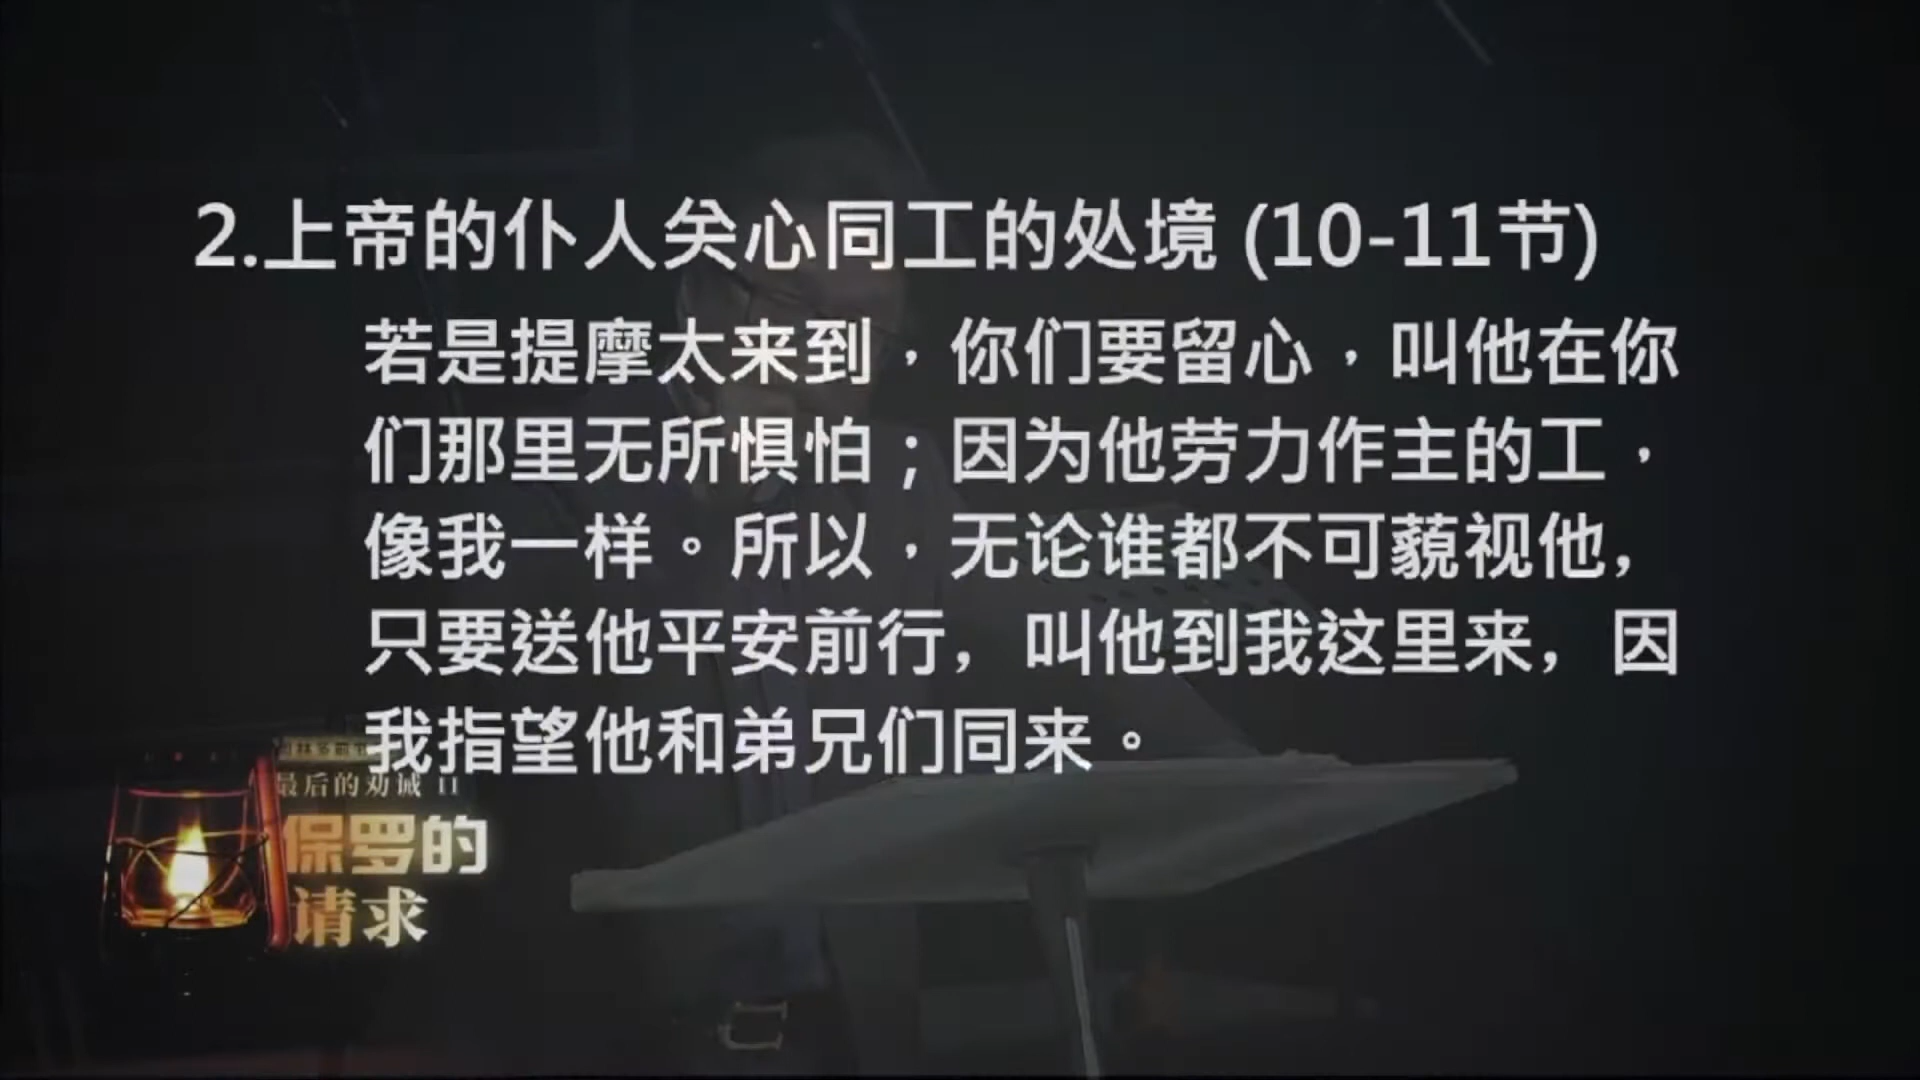 2.上帝的仆人关心同工的处境 (10-11节)
若是提摩太来到，你们要留心，叫他在你
们那里无所惧怕；因为他劳力作主的工，
像我一样。所以，无论谁都不可藐视他，
只要送他平安前行，叫他到我这里来，因
我指望他和弟兄们同来。
最后的劝诫 II
保罗的
请求